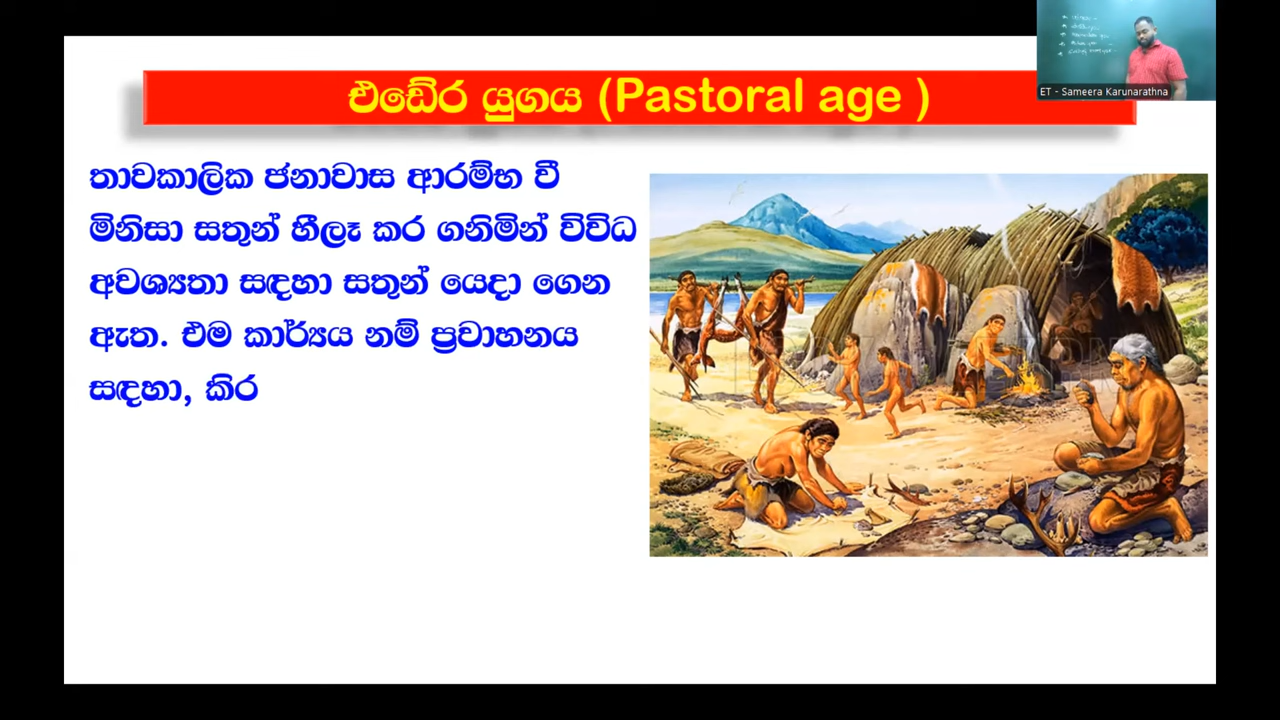 එඬේර යුගය (Pastoral age )
ET - Sameera Karunarathna
තාවකාලික ජනාවාස ආරම්භ වී
මිනිසා සතුන් හීලෑ කර ගනිමින් විවිධ
අවශ්‍යතා සඳහා සතුන් යෙදා ගෙන
ඇත. එම කාර්‍යය නම් ප්‍රවාහනය
සඳහා, කිර